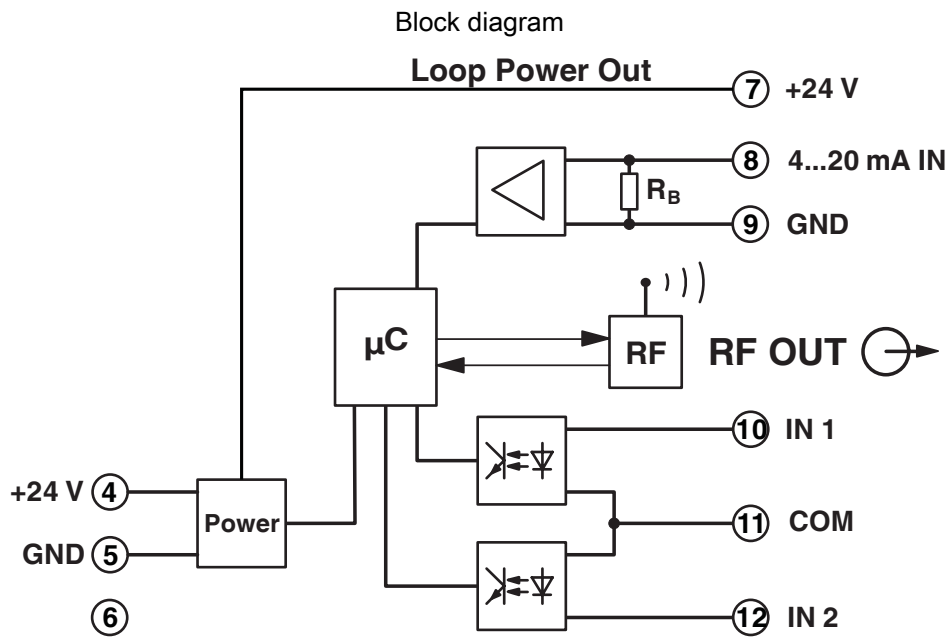 Block diagram
Loop Power Out
7 +24 V
8 4...20 mA IN
R_B
9 GND
µC
RF
RF OUT
10 IN 1
+24 V 4
Power
11 COM
GND 5
6
12 IN 2